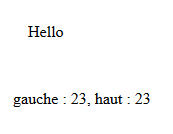 Hello
gauche : 23, haut : 23